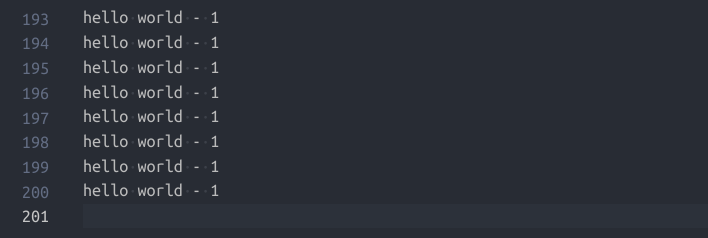 193 hello world - 1
194 hello world - 1
195 hello world - 1
196 hello world - 1
197 hello world - 1
198 hello world - 1
199 hello world - 1
200 hello world - 1
201